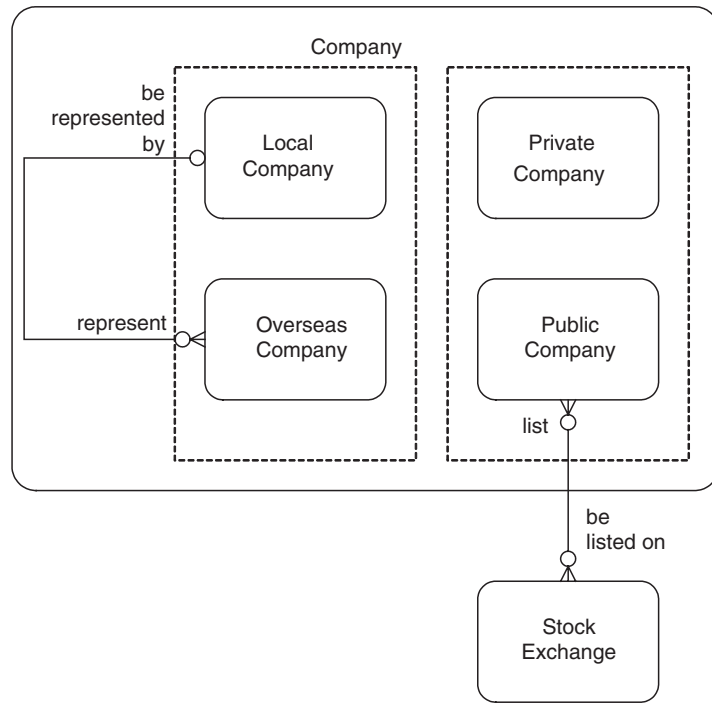 Company
be
represented
by
Local
Company
Private
Company
represent
Overseas
Company
Public
Company
list
be
listed on
Stock
Exchange